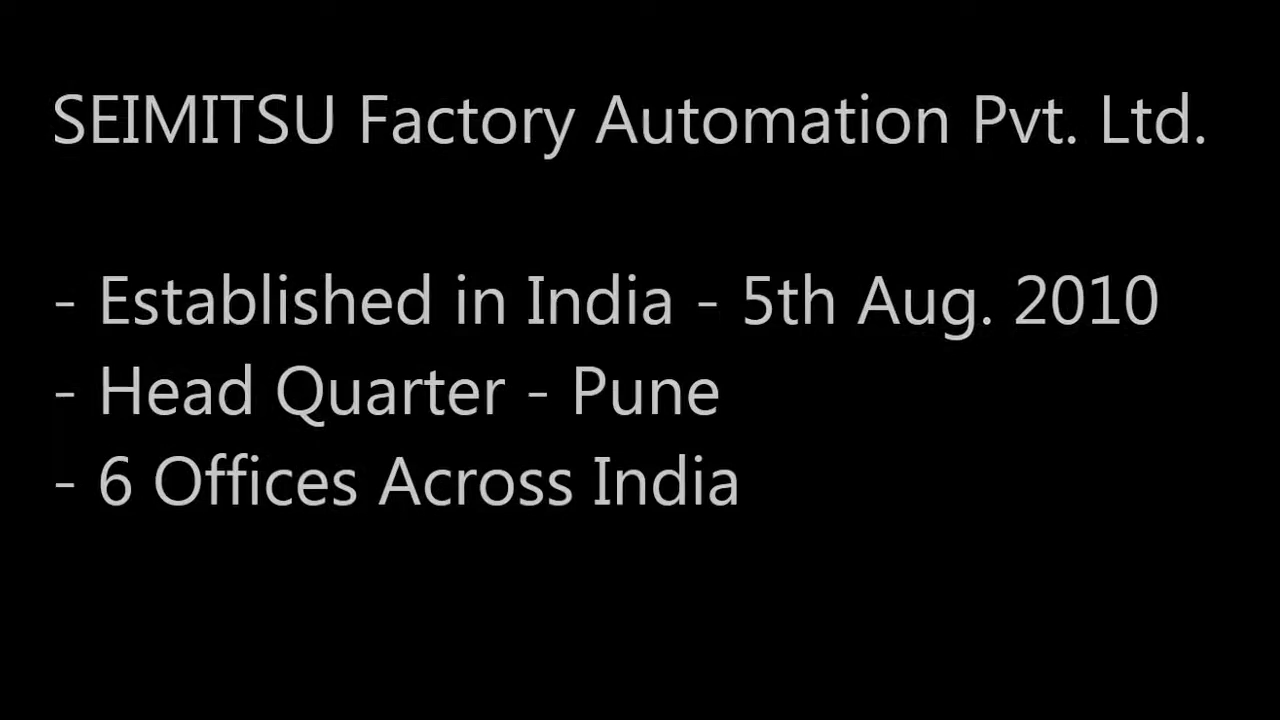 SEIMITSU Factory Automation Pvt. Ltd.
- Established in India - 5th Aug. 2010
- Head Quarter - Pune
- 6 Offices Across India